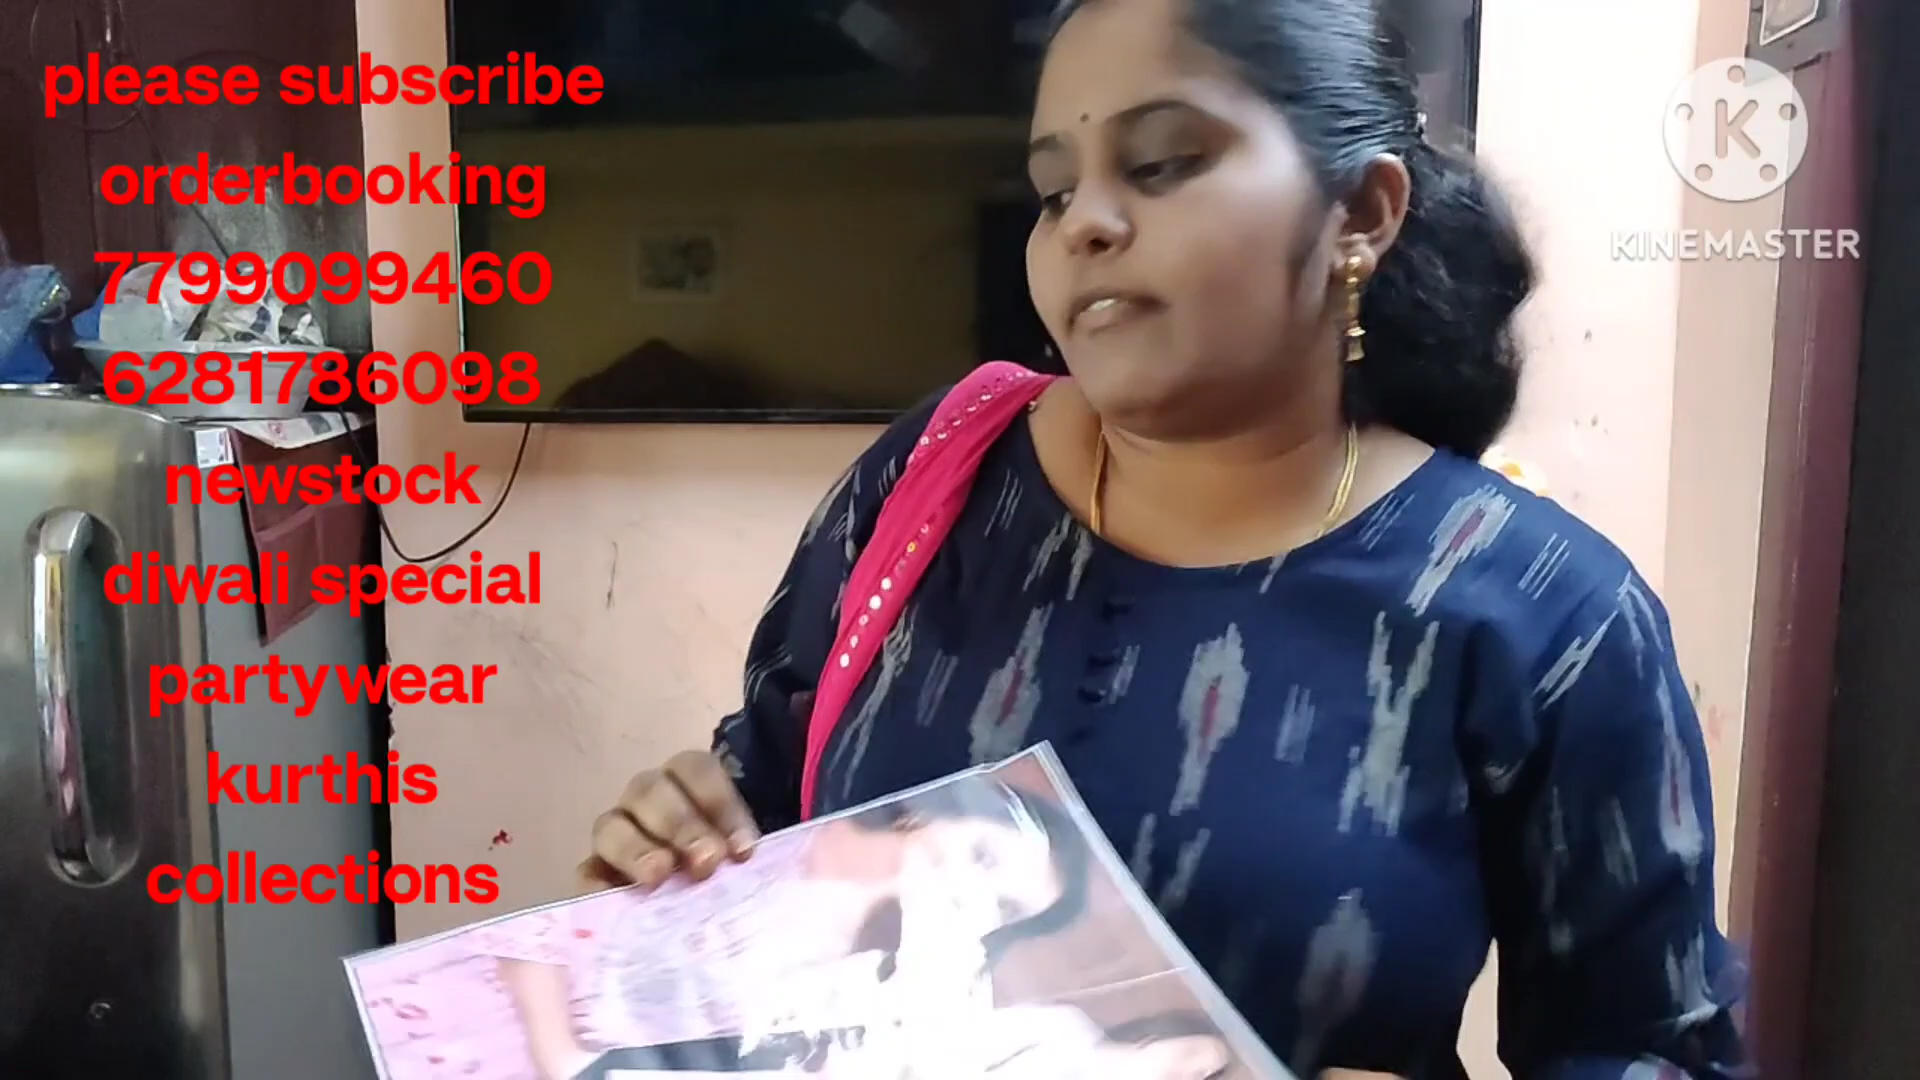 please subscribe
orderbooking
7799099460
6281786098
newstock
diwali special
partywear
kurthis
collections
K
KINEMASTER